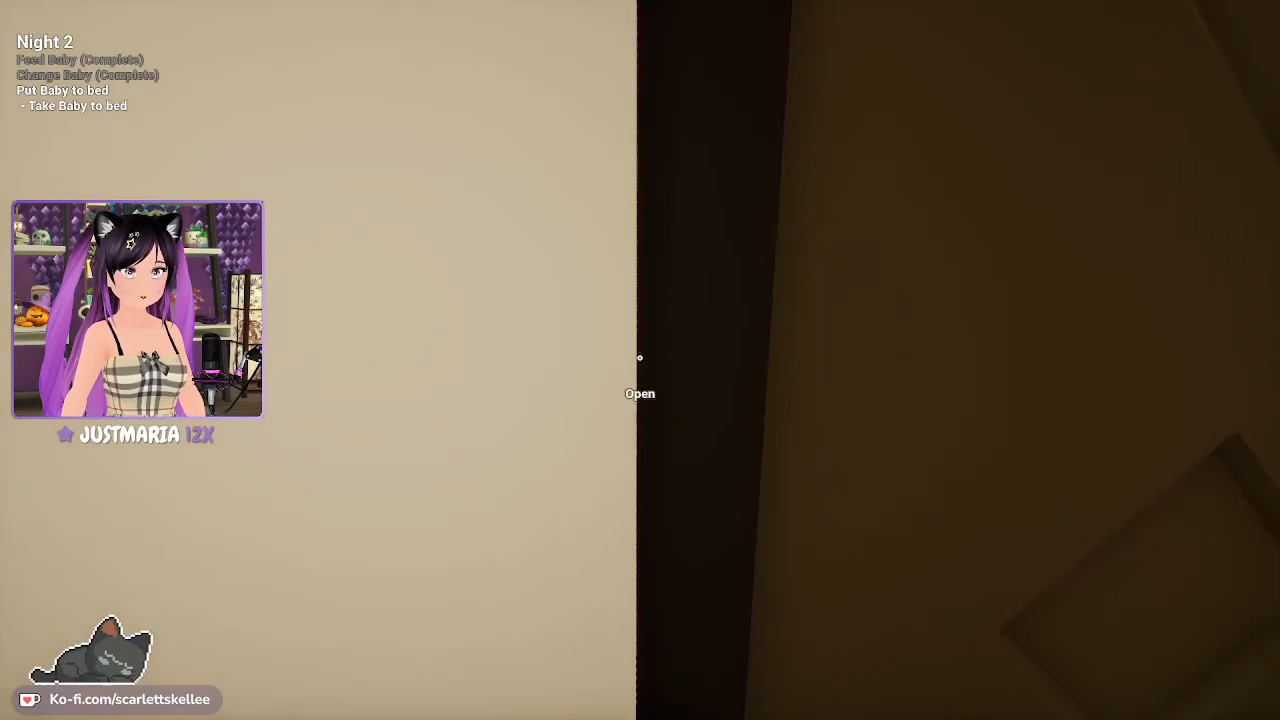 Night 2
Feed Baby (Complete)
Change Baby (Complete)
Put Baby to bed
- Take Baby to bed
Open
JUSTMARIA 12X
Ko-fi.com/scarlettskellee